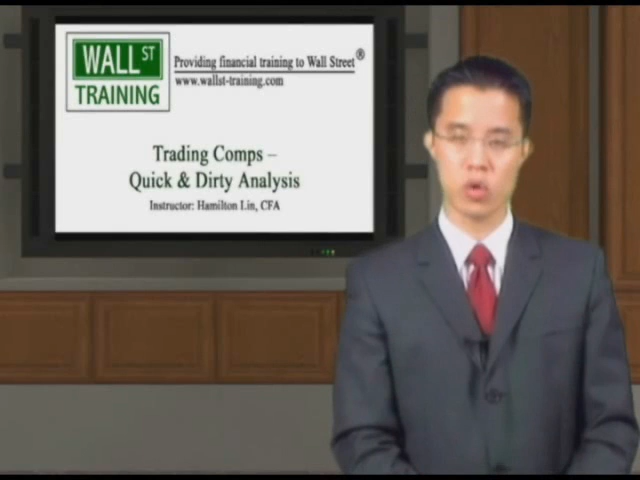 WALL ST
TRAINING
Providing financial training to Wall Street®
www.wallst-training.com
Trading Comps –
Quick & Dirty Analysis
Instructor: Hamilton Lin, CFA